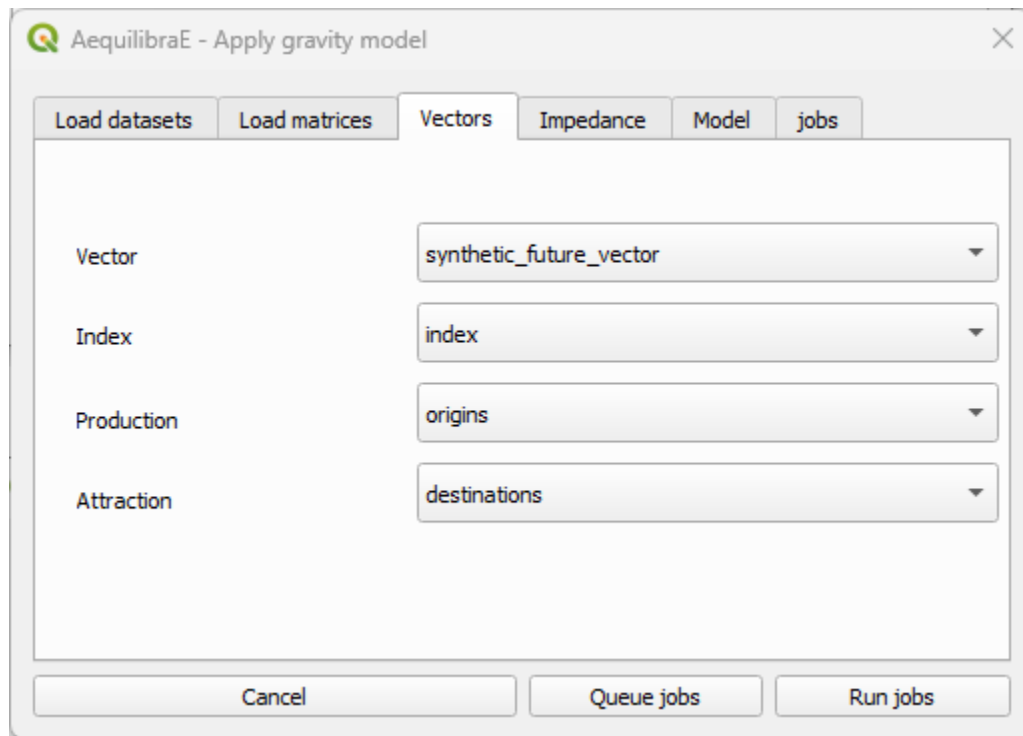 AequilibraE - Apply gravity model
Load datasets Load matrices Vectors Impedance Model jobs
Vector synthetic_future_vector
Index index
Production origins
Attraction destinations
Cancel Queue jobs Run jobs